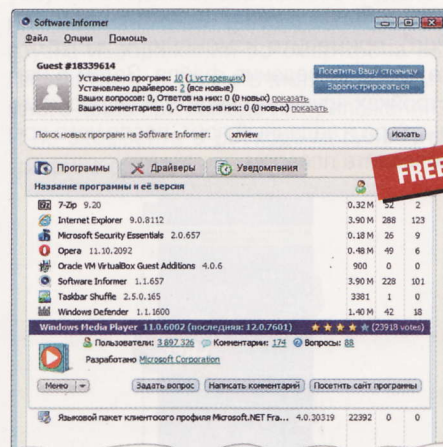 Software Informer
Файл Опции Помощь
Guest #18339614
Установлено программ: 10 (1 устаревших)
Установлено драйверов: 2 (все новые)
Ваших вопросов: 0, Ответов на них: 0 (0 новых) показать
Ваших комментариев: 0, Ответов на них: 0 (0 новых) показать
Посетить Вашу страницу
Зарегистрироваться
Поиск новых программ на Software Informer: xnview Искать
Программы Драйверы Уведомления
FREE
Название программы и её версия
7-Zip 9.20 0.32 M 52 2
Internet Explorer 9.0.8112 3.90 M 288 123
Microsoft Security Essentials 2.0.657 0.18 M 26 9
Opera 11.10.2092 0.48 M 49 6
Oracle VM VirtualBox Guest Additions 4.0.6 900 0 0
Software Informer 1.1.657 3.90 M 228 101
Taskbar Shuffle 2.5.0.165 3381 1 0
Windows Defender 1.1.1600 1.40 M 42 18
Windows Media Player 11.0.6002 (последняя: 12.0.7601) (23918 votes)
Пользователи: 3 897 326 Комментарии: 174 Вопросы: 88
Разработано Microsoft Corporation
Меню Задать вопрос Написать комментарий Посетить сайт программы
Языковой пакет клиентского профиля Microsoft.NET Fra... 4.0.30319 22392 0 0